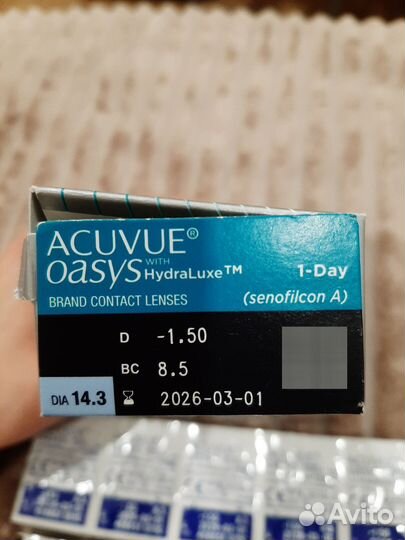 ACUVUE®
oasys WITH HydraLuxe™ 1-Day
BRAND CONTACT LENSES (senofilcon A)
D -1.50
BC 8.5
DIA 14.3 2026-03-01
Avito